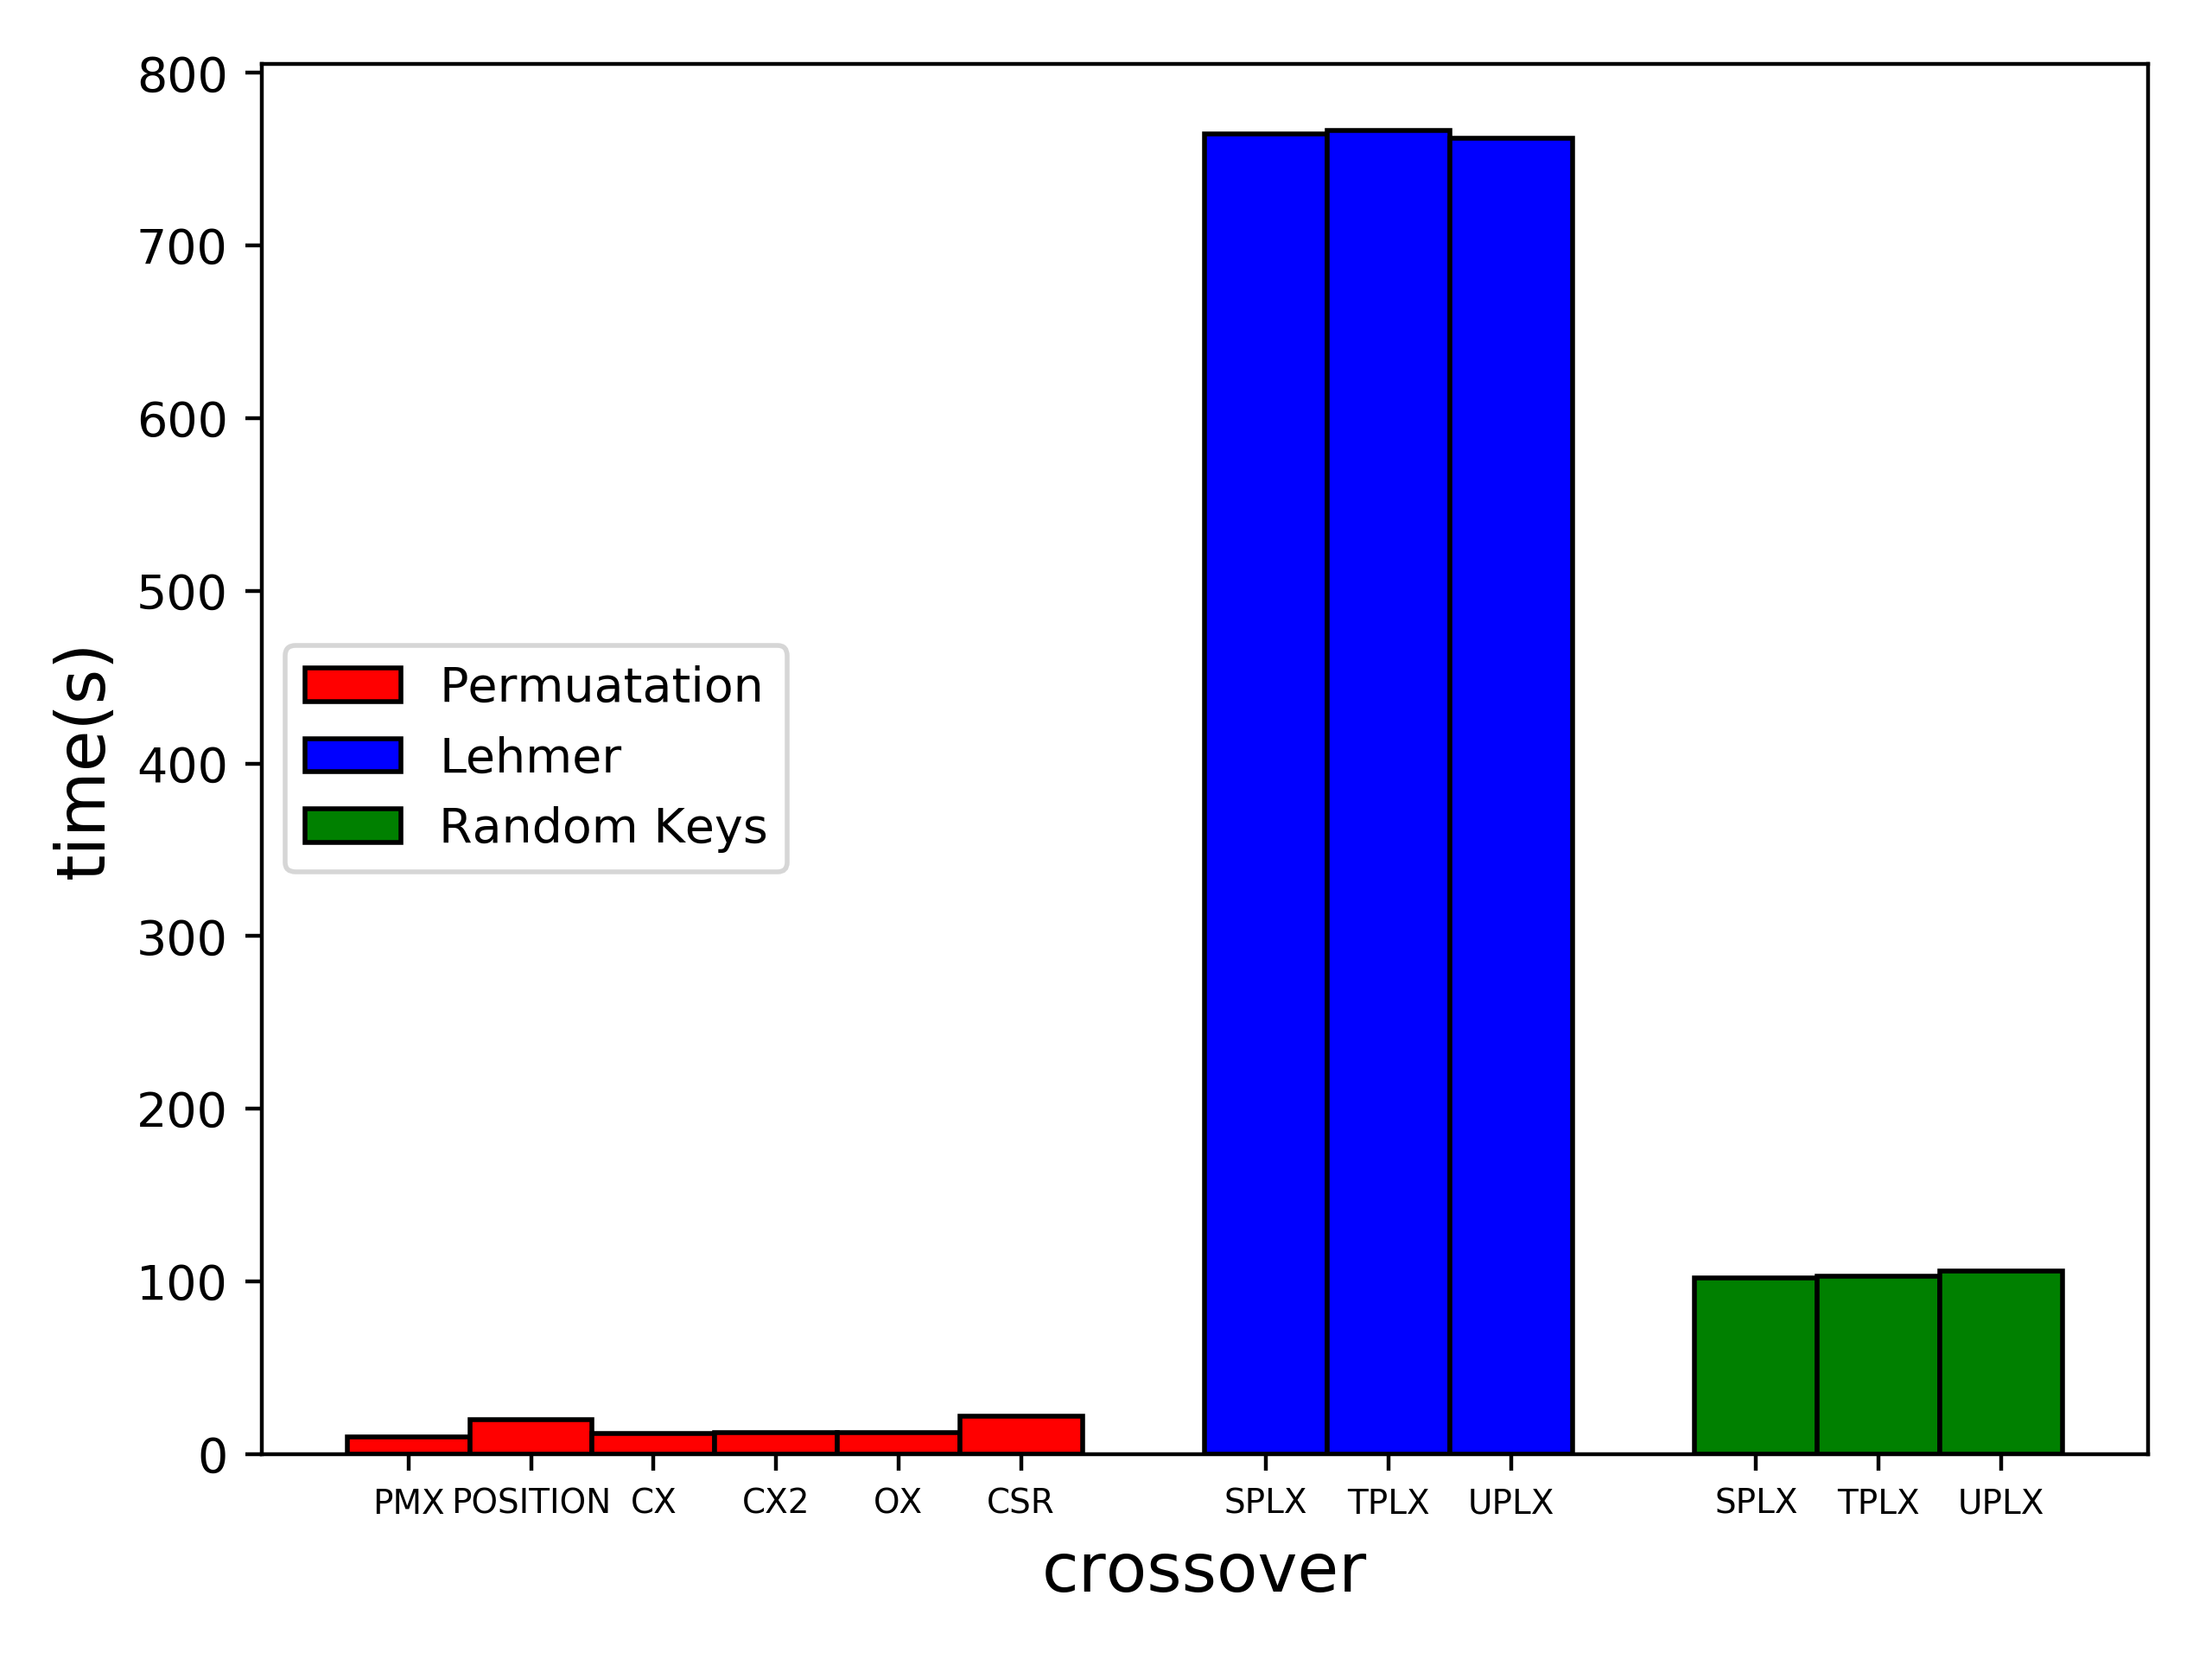 800
700
600
500
400
300
200
100
0
time(s)
Permuatation
Lehmer
Random Keys
PMX POSITION CX CX2 OX CSR SPLX TPLX UPLX SPLX TPLX UPLX
crossover